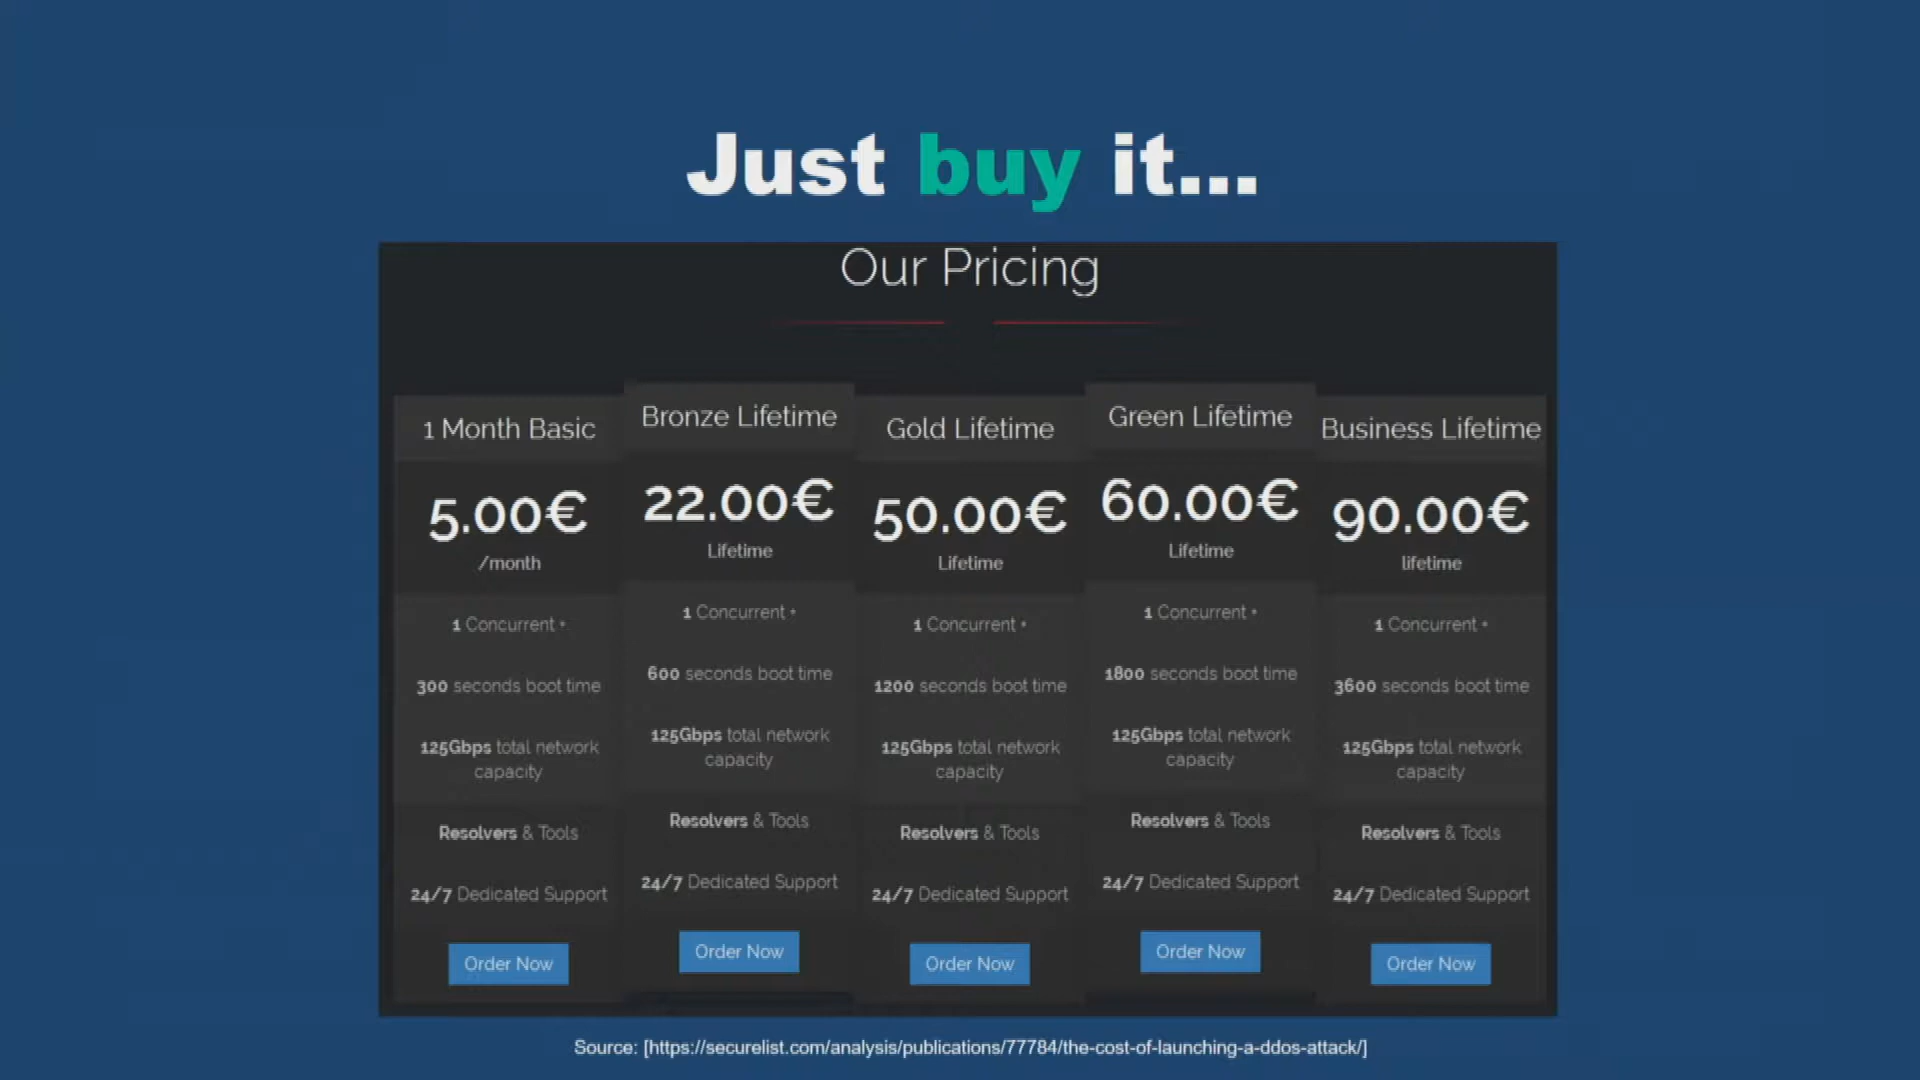 Just buy it...
Our Pricing
1 Month Basic
5.00€
/month
1 Concurrent +
300 seconds boot time
125Gbps total network
capacity
Resolvers & Tools
24/7 Dedicated Support
Order Now
Bronze Lifetime
22.00€
Lifetime
1 Concurrent +
600 seconds boot time
125Gbps total network
capacity
Resolvers & Tools
24/7 Dedicated Support
Order Now
Gold Lifetime
50.00€
Lifetime
1 Concurrent +
1200 seconds boot time
125Gbps total network
capacity
Resolvers & Tools
24/7 Dedicated Support
Order Now
Green Lifetime
60.00€
Lifetime
1 Concurrent +
1800 seconds boot time
125Gbps total network
capacity
Resolvers & Tools
24/7 Dedicated Support
Order Now
Business Lifetime
90.00€
lifetime
1 Concurrent +
3600 seconds boot time
125Gbps total network
capacity
Resolvers & Tools
24/7 Dedicated Support
Order Now
Source: [https://securelist.com/analysis/publications/77784/the-cost-of-launching-a-ddos-attack/]